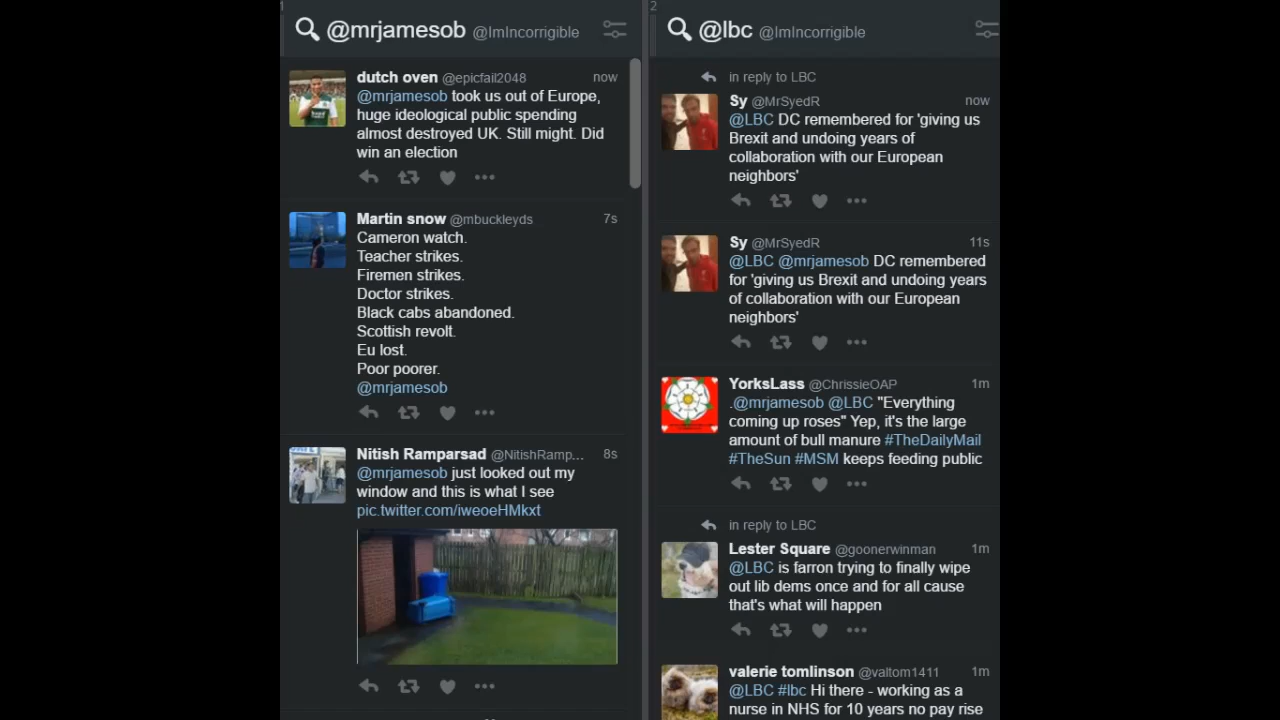 1
@mrjamesob @ImIncorrigible
dutch oven @epicfail2048 now
@mrjamesob took us out of Europe,
huge ideological public spending
almost destroyed UK. Still might. Did
win an election
Martin snow @mbuckleyds 7s
Cameron watch.
Teacher strikes.
Firemen strikes.
Doctor strikes.
Black cabs abandoned.
Scottish revolt.
Eu lost.
Poor poorer.
@mrjamesob
Nitish Ramparsad @NitishRamp... 8s
@mrjamesob just looked out my
window and this is what I see
pic.twitter.com/iweoeHMkxt
2
@lbc @ImIncorrigible
in reply to LBC
Sy @MrSyedR now
@LBC DC remembered for 'giving us
Brexit and undoing years of
collaboration with our European
neighbors'
Sy @MrSyedR 11s
@LBC @mrjamesob DC remembered
for 'giving us Brexit and undoing years
of collaboration with our European
neighbors'
YorksLass @ChrissieOAP 1m
.@mrjamesob @LBC "Everything
coming up roses" Yep, it's the large
amount of bull manure #TheDailyMail
#TheSun #MSM keeps feeding public
in reply to LBC
Lester Square @goonerwinman 1m
@LBC is farron trying to finally wipe
out lib dems once and for all cause
that's what will happen
valerie tomlinson @valtom1411 1m
@LBC #lbc Hi there - working as a
nurse in NHS for 10 years no pay rise